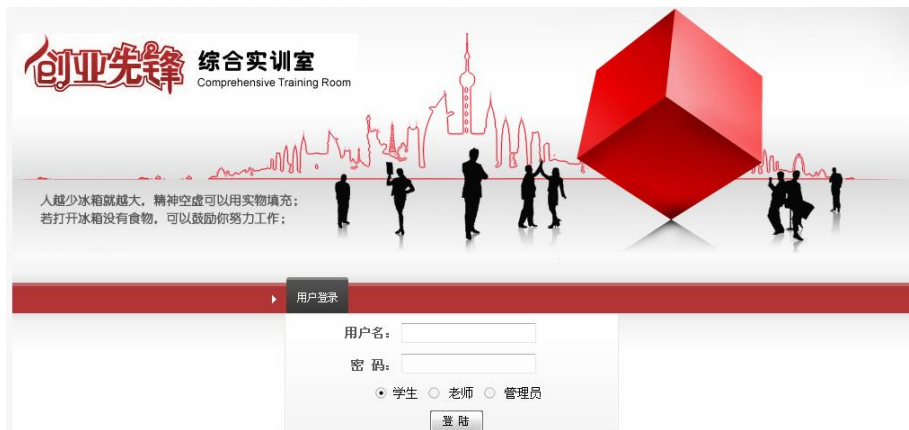 创业先锋 综合实训室
Comprehensive Training Room
人越少冰箱就越大，精神空虚可以用实物填充；
若打开冰箱没有食物，可以鼓励你努力工作；
用户登录
用户名：
密 码：
学生 老师 管理员
登 陆